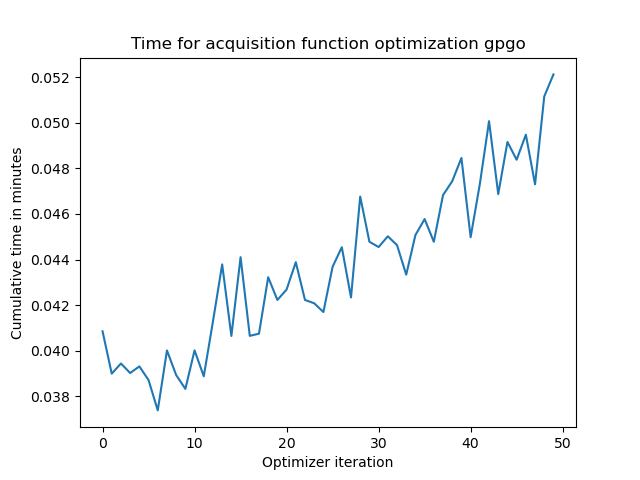 Time for acquisition function optimization gpgo
0.052
0.050
0.048
0.046
0.044
0.042
0.040
0.038
Cumulative time in minutes
0 10 20 30 40 50
Optimizer iteration